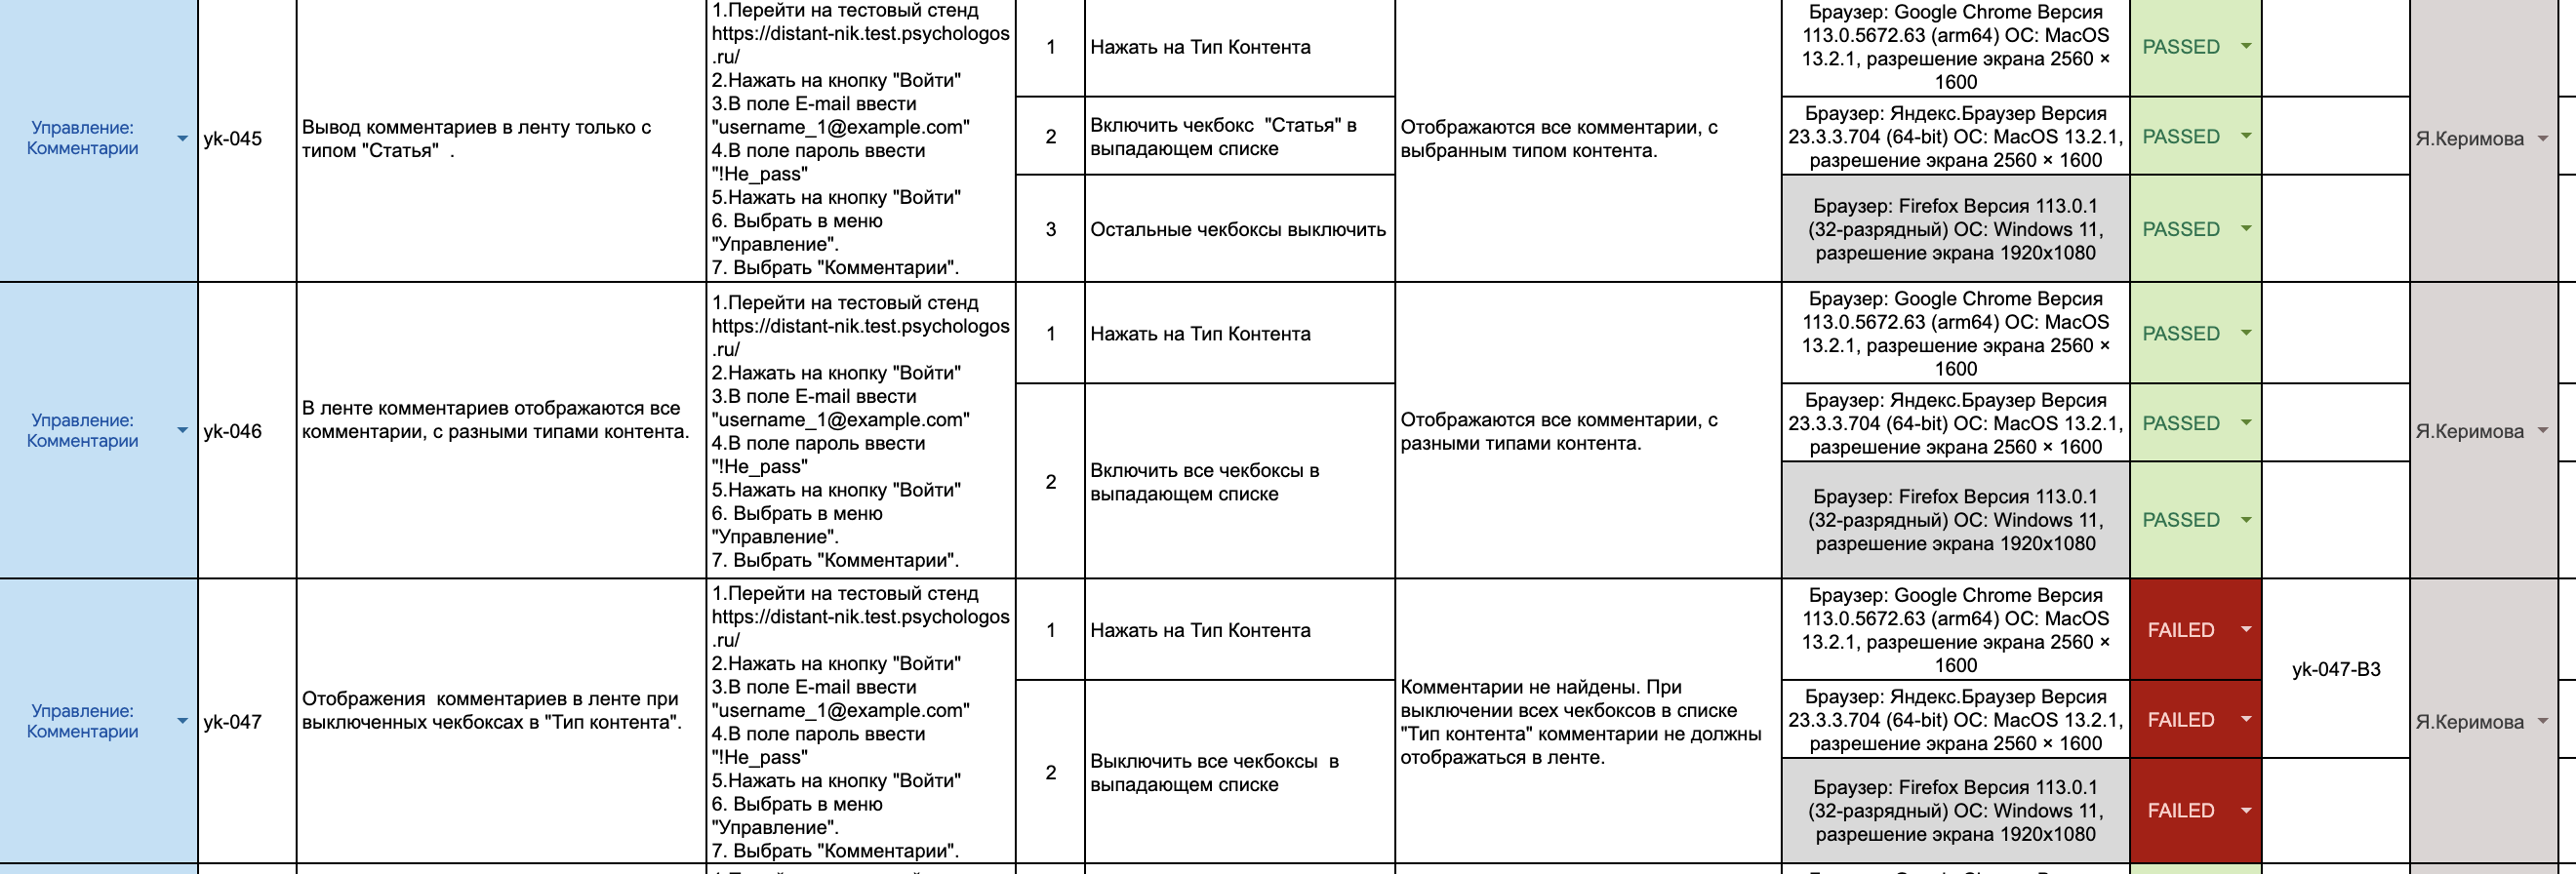 Управление:
Комментарии
yk-045
Вывод комментариев в ленту только с
типом "Статья"  .
1.Перейти на тестовый стенд
https://distant-nik.test.psychologos
.ru/
2.Нажать на кнопку "Войти"
3.В поле E-mail ввести
"username_1@example.com"
4.В поле пароль ввести
"!He_pass"
5.Нажать на кнопку "Войти"
6. Выбрать в меню
"Управление".
7. Выбрать "Комментарии".
1
Нажать на Тип Контента
2
Включить чекбокс  "Статья" в
выпадающем списке
3
Остальные чекбоксы выключить
Отображаются все комментарии, с
выбранным типом контента.
Браузер: Google Chrome Версия
113.0.5672.63 (arm64) ОС: MacOS
13.2.1, разрешение экрана 2560 ×
1600
PASSED
Браузер: Яндекс.Браузер Версия
23.3.3.704 (64-bit) ОС: MacOS 13.2.1,
разрешение экрана 2560 × 1600
PASSED
Браузер: Firefox Версия 113.0.1
(32-разрядный) ОС: Windows 11,
разрешение экрана 1920x1080
PASSED
Я.Керимова
Управление:
Комментарии
yk-046
В ленте комментариев отображаются все
комментарии, с разными типами контента.
1.Перейти на тестовый стенд
https://distant-nik.test.psychologos
.ru/
2.Нажать на кнопку "Войти"
3.В поле E-mail ввести
"username_1@example.com"
4.В поле пароль ввести
"!He_pass"
5.Нажать на кнопку "Войти"
6. Выбрать в меню
"Управление".
7. Выбрать "Комментарии".
1
Нажать на Тип Контента
2
Включить все чекбоксы в
выпадающем списке
Отображаются все комментарии, с
разными типами контента.
Браузер: Google Chrome Версия
113.0.5672.63 (arm64) ОС: MacOS
13.2.1, разрешение экрана 2560 ×
1600
PASSED
Браузер: Яндекс.Браузер Версия
23.3.3.704 (64-bit) ОС: MacOS 13.2.1,
разрешение экрана 2560 × 1600
PASSED
Браузер: Firefox Версия 113.0.1
(32-разрядный) ОС: Windows 11,
разрешение экрана 1920x1080
PASSED
Я.Керимова
Управление:
Комментарии
yk-047
Отображения  комментариев в ленте при
выключенных чекбоксах в "Тип контента".
1.Перейти на тестовый стенд
https://distant-nik.test.psychologos
.ru/
2.Нажать на кнопку "Войти"
3.В поле E-mail ввести
"username_1@example.com"
4.В поле пароль ввести
"!He_pass"
5.Нажать на кнопку "Войти"
6. Выбрать в меню
"Управление".
7. Выбрать "Комментарии".
1
Нажать на Тип Контента
2
Выключить все чекбоксы  в
выпадающем списке
Комментарии не найдены. При
выключении всех чекбоксов в списке
"Тип контента" комментарии не должны
отображаться в ленте.
Браузер: Google Chrome Версия
113.0.5672.63 (arm64) ОС: MacOS
13.2.1, разрешение экрана 2560 ×
1600
FAILED
Браузер: Яндекс.Браузер Версия
23.3.3.704 (64-bit) ОС: MacOS 13.2.1,
разрешение экрана 2560 × 1600
FAILED
Браузер: Firefox Версия 113.0.1
(32-разрядный) ОС: Windows 11,
разрешение экрана 1920x1080
FAILED
yk-047-B3
Я.Керимова